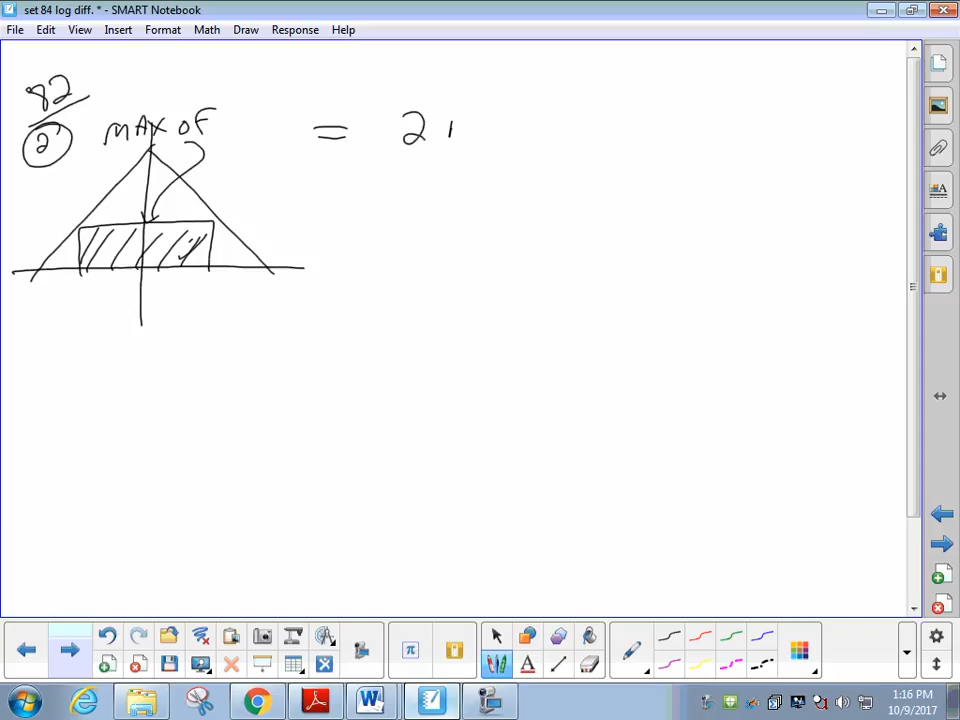 set 84 log diff. * - SMART Notebook
File Edit View Insert Format Math Draw Response Help
82
2 MAX OF = 2
1:16 PM
10/9/2017